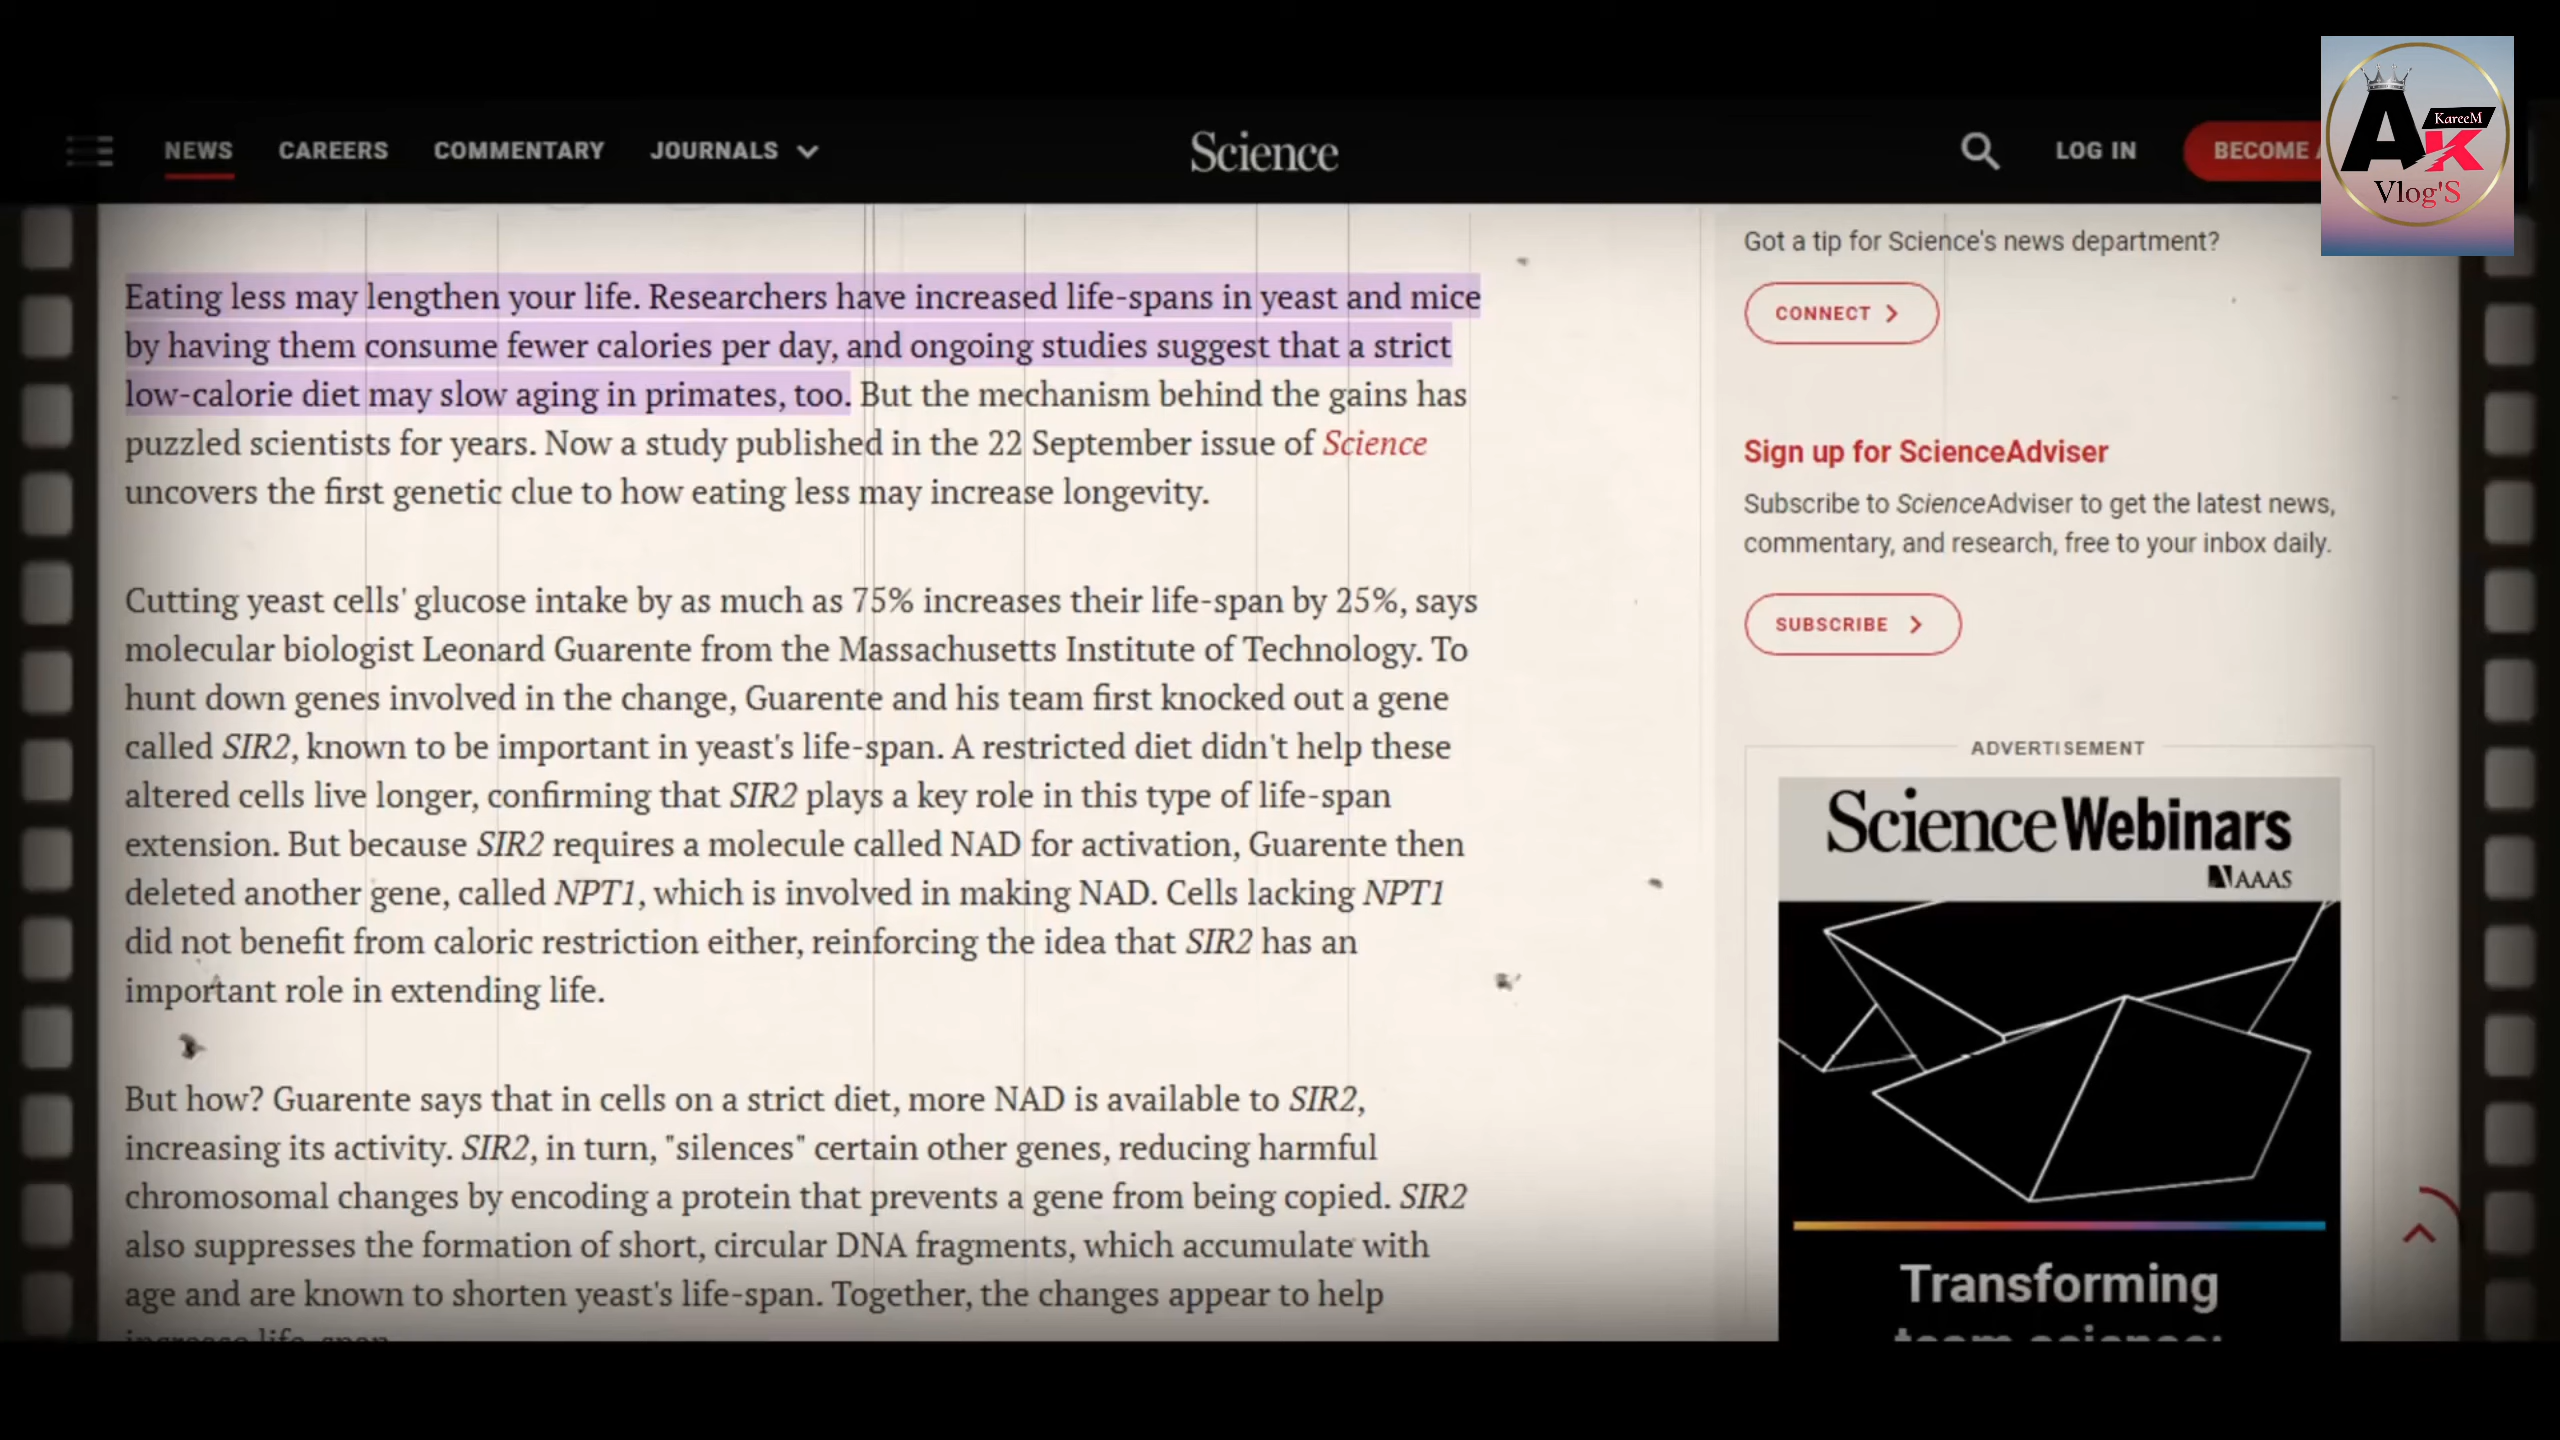 NEWS CAREERS COMMENTARY JOURNALS Science LOG IN BECOME A
KareeM
AK
Vlog'S
Got a tip for Science's news department?
CONNECT
Eating less may lengthen your life. Researchers have increased life-spans in yeast and mice
by having them consume fewer calories per day, and ongoing studies suggest that a strict
low-calorie diet may slow aging in primates, too. But the mechanism behind the gains has
puzzled scientists for years. Now a study published in the 22 September issue of Science
uncovers the first genetic clue to how eating less may increase longevity.
Cutting yeast cells' glucose intake by as much as 75% increases their life-span by 25%, says
molecular biologist Leonard Guarente from the Massachusetts Institute of Technology. To
hunt down genes involved in the change, Guarente and his team first knocked out a gene
called SIR2, known to be important in yeast's life-span. A restricted diet didn't help these
altered cells live longer, confirming that SIR2 plays a key role in this type of life-span
extension. But because SIR2 requires a molecule called NAD for activation, Guarente then
deleted another gene, called NPT1, which is involved in making NAD. Cells lacking NPT1
did not benefit from caloric restriction either, reinforcing the idea that SIR2 has an
important role in extending life.
But how? Guarente says that in cells on a strict diet, more NAD is available to SIR2,
increasing its activity. SIR2, in turn, "silences" certain other genes, reducing harmful
chromosomal changes by encoding a protein that prevents a gene from being copied. SIR2
also suppresses the formation of short, circular DNA fragments, which accumulate with
age and are known to shorten yeast's life-span. Together, the changes appear to help
increase life-span
Sign up for ScienceAdviser
Subscribe to ScienceAdviser to get the latest news,
commentary, and research, free to your inbox daily.
SUBSCRIBE
ADVERTISEMENT
Science Webinars
AAAS
Transforming
team science: